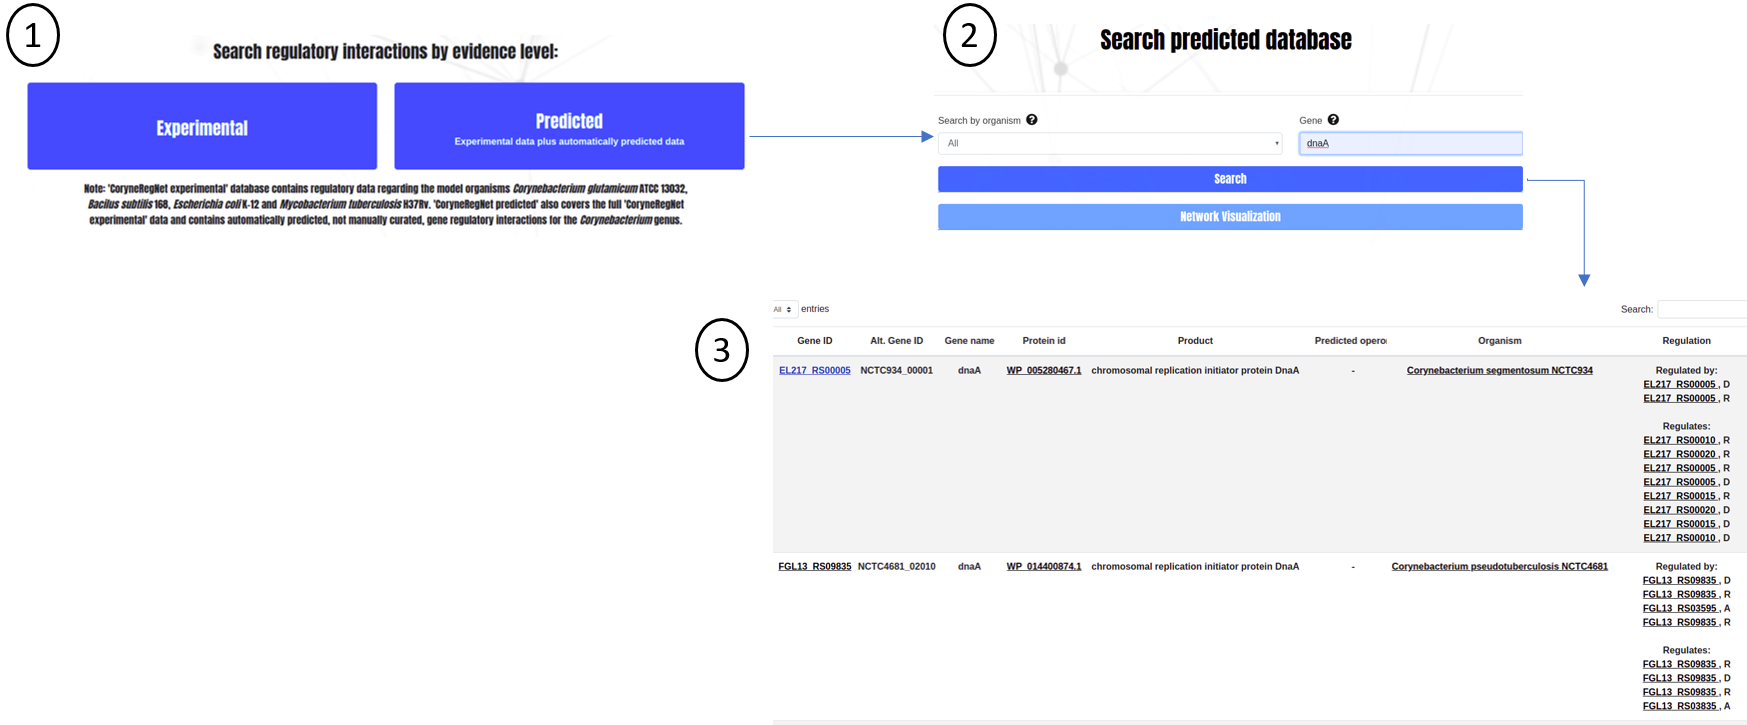 1
Search regulatory interactions by evidence level:
Experimental
Predicted
Experimental data plus automatically predicted data
Note: 'CoryneRegNet experimental' database contains regulatory data regarding the model organisms Corynebacterium glutamicum ATCC 13032,
Bacilus subtilis 168, Escherichia coli K-12 and Mycobacterium tuberculosis H37Rv. 'CoryneRegNet predicted' also covers the full 'CoryneRegNet
experimental' data and contains automatically predicted, not manually curated, gene regulatory interactions for the Corynebacterium genus.
2
Search predicted database
Search by organism ? Gene ?
All dnaA
Search
Network Visualization
3
All entries Search:
Gene ID Alt. Gene ID Gene name Protein id Product Predicted opero Organism Regulation
EL217_RS00005 NCTC934_00001 dnaA WP_005280467.1 chromosomal replication initiator protein DnaA - Corynebacterium segmentosum NCTC934 Regulated by:
EL217_RS00005 , D
EL217_RS00005 , R
Regulates:
EL217_RS00010 , R
EL217_RS00020 , R
EL217_RS00005 , R
EL217_RS00005 , D
EL217_RS00015 , R
EL217_RS00020 , D
EL217_RS00015 , D
EL217_RS00010 , D
FGL13_RS09835 NCTC4681_02010 dnaA WP_014400874.1 chromosomal replication initiator protein DnaA - Corynebacterium pseudotuberculosis NCTC4681 Regulated by:
FGL13_RS09835 , D
FGL13_RS09835 , R
FGL13_RS03595 , A
FGL13_RS09835 , R
Regulates:
FGL13_RS09835 , R
FGL13_RS09835 , D
FGL13_RS09835 , R
FGL13_RS03835 , A